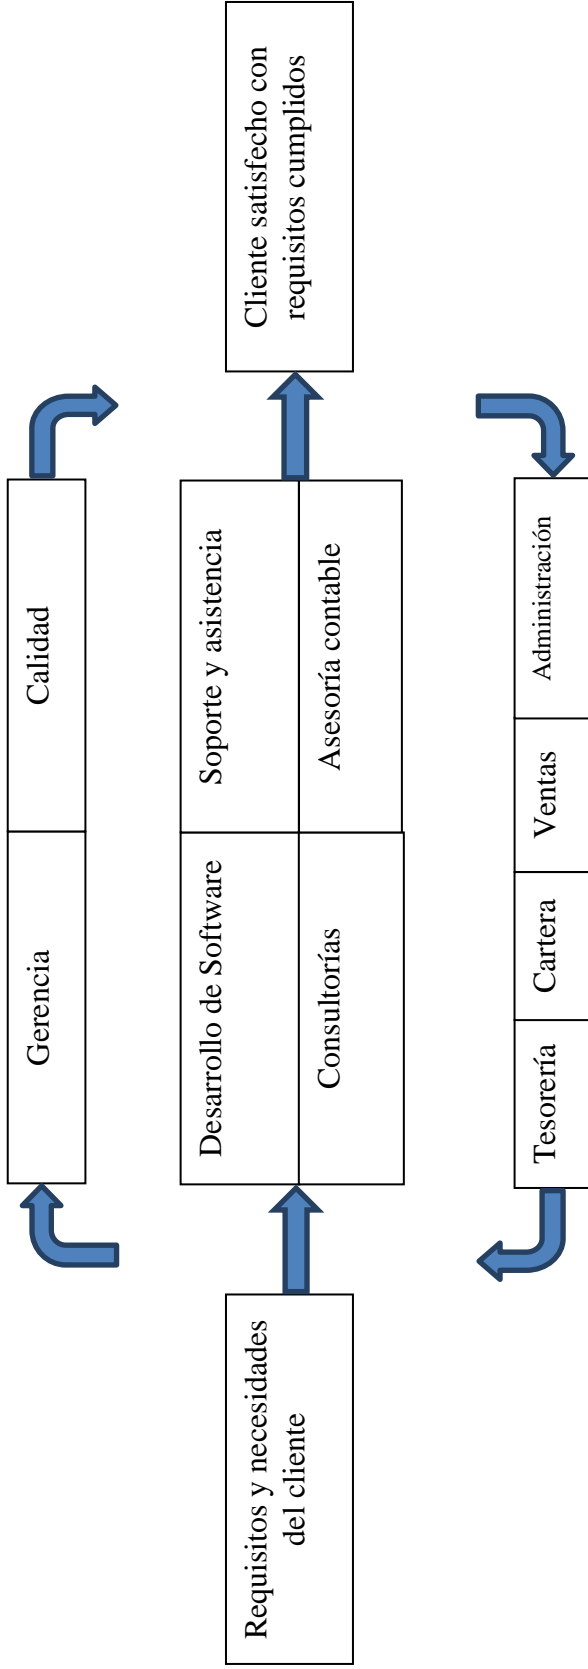 Gerencia
Calidad
Requisitos y necesidades
del cliente
Desarrollo de Software
Soporte y asistencia
Consultorías
Asesoría contable
Cliente satisfecho con
requisitos cumplidos
Tesorería
Cartera
Ventas
Administración